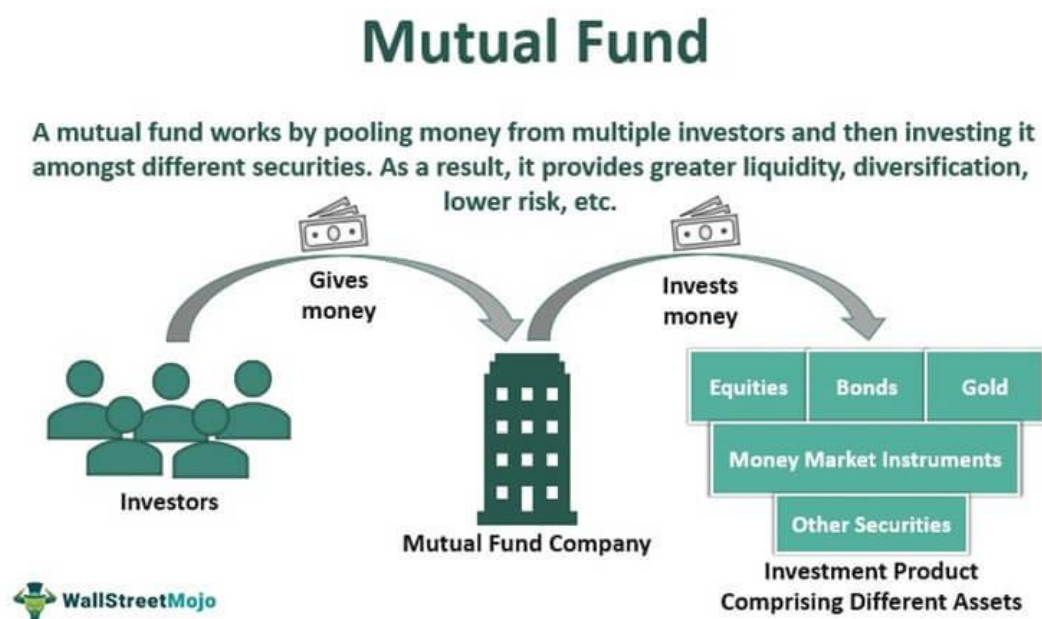 Mutual Fund
A mutual fund works by pooling money from multiple investors and then investing it
amongst different securities. As a result, it provides greater liquidity, diversification,
lower risk, etc.
Gives
money
Invests
money
Investors
Mutual Fund Company
Equities
Bonds
Gold
Money Market Instruments
Other Securities
Investment Product
Comprising Different Assets
WallStreetMojo